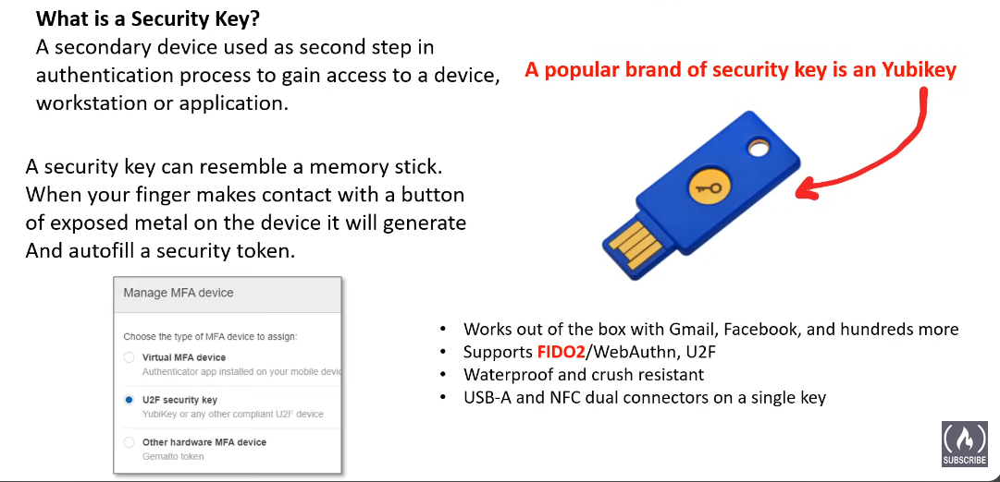 What is a Security Key?
A secondary device used as second step in
authentication process to gain access to a device,
workstation or application.
A popular brand of security key is an Yubikey
A security key can resemble a memory stick.
When your finger makes contact with a button
of exposed metal on the device it will generate
And autofill a security token.
Manage MFA device
Choose the type of MFA device to assign:
Virtual MFA device
Authenticator app installed on your mobile
U2F security key
YubiKey or any other compliant U2F device
Other hardware MFA device
Gemalto token
• Works out of the box with Gmail, Facebook, and hundreds more
• Supports FIDO2/WebAuthn, U2F
• Waterproof and crush resistant
• USB-A and NFC dual connectors on a single key
SUBSCRIBE